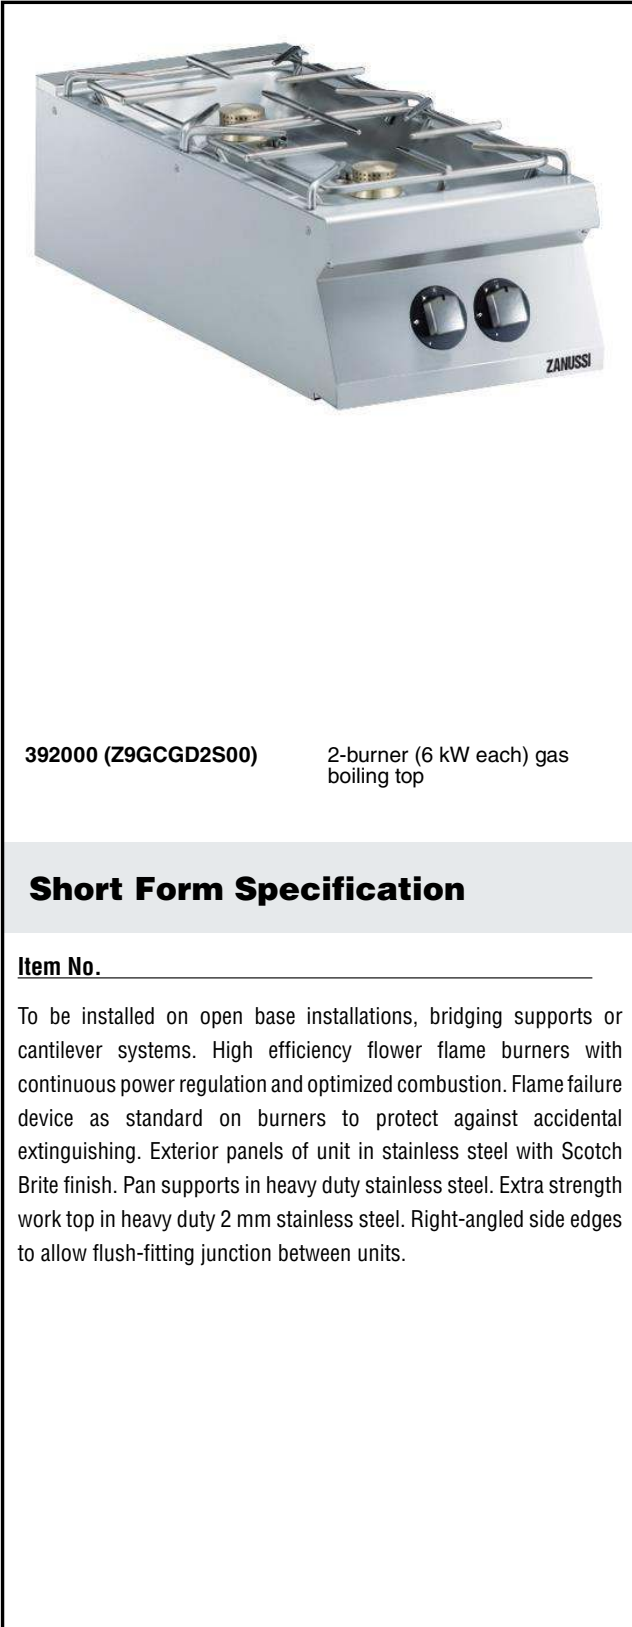 ZANUSSI
392000 (Z9GCGD2S00)
2-burner (6 kW each) gas
boiling top
Short Form Specification
Item No.
To be installed on open base installations, bridging supports or
cantilever systems. High efficiency flower flame burners with
continuous power regulation and optimized combustion. Flame failure
device as standard on burners to protect against accidental
extinguishing. Exterior panels of unit in stainless steel with Scotch
Brite finish. Pan supports in heavy duty stainless steel. Extra strength
work top in heavy duty 2 mm stainless steel. Right-angled side edges
to allow flush-fitting junction between units.